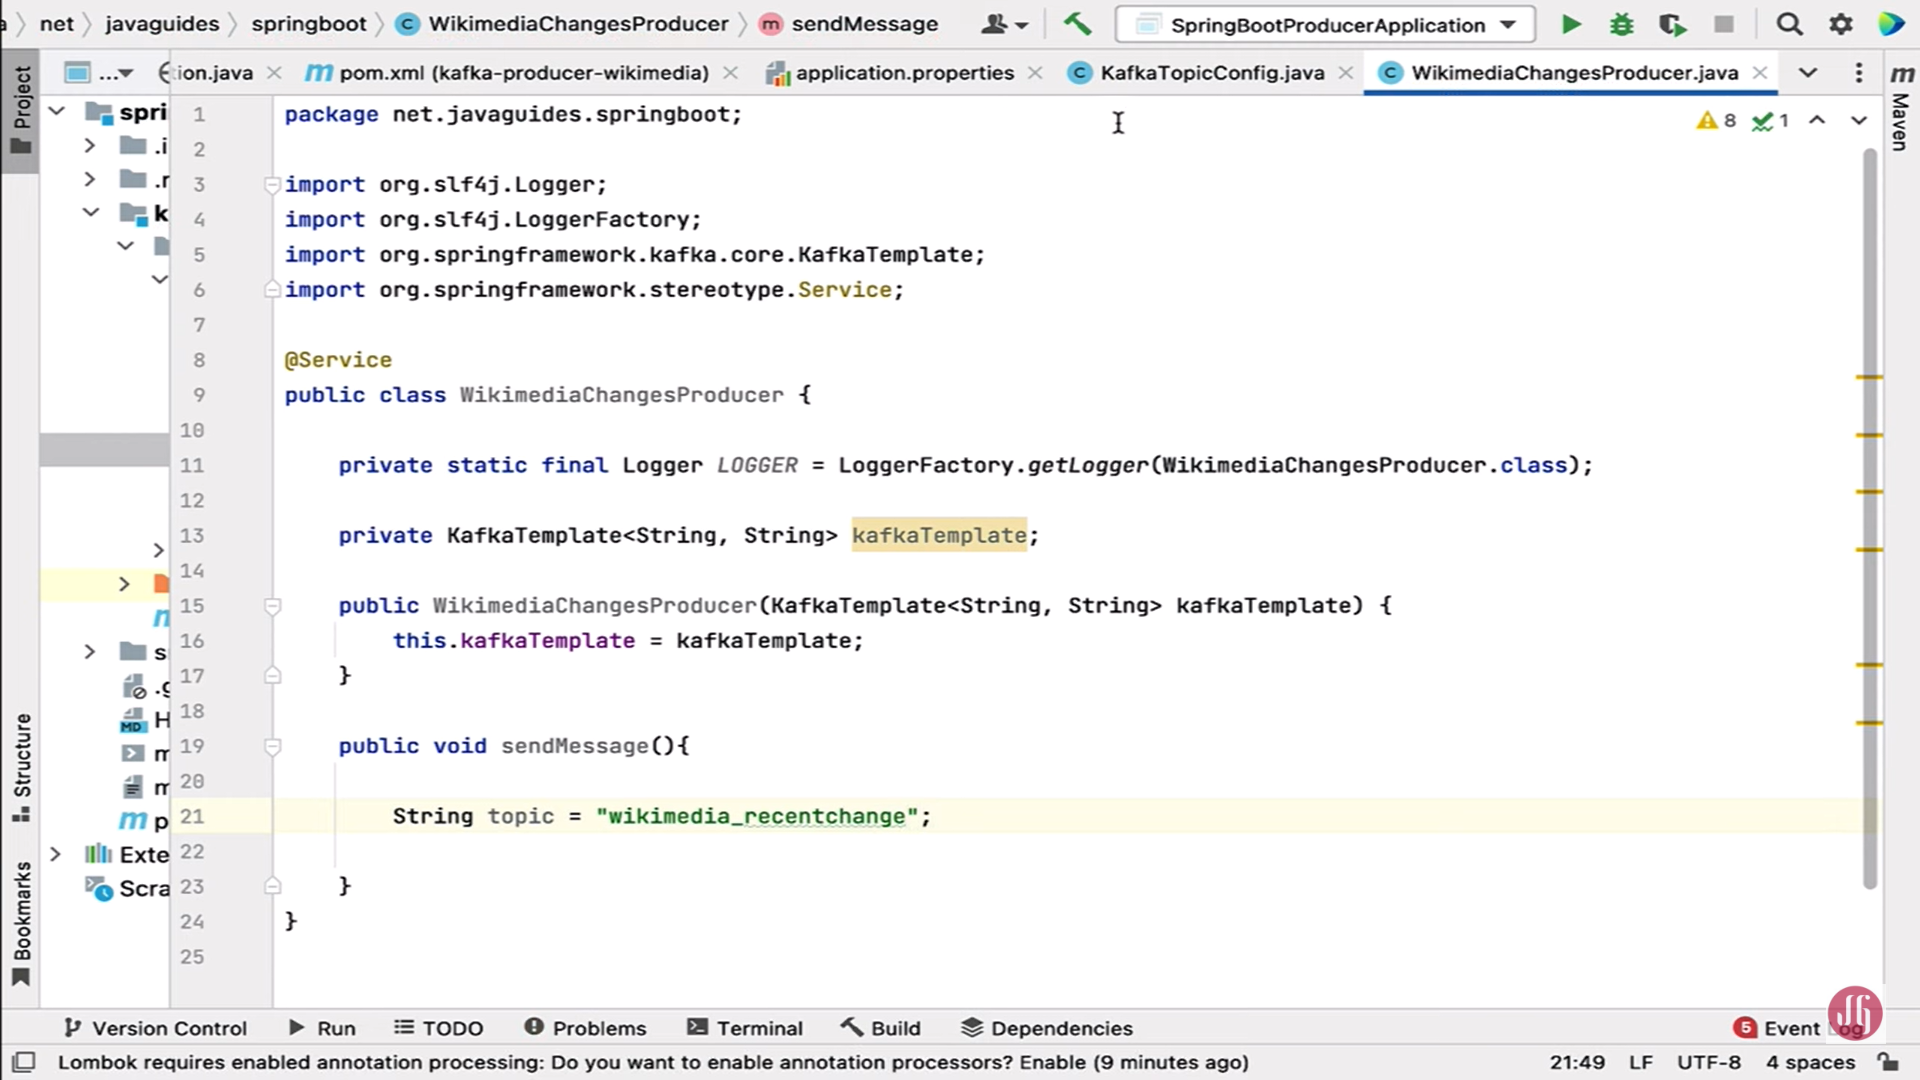 net javaguides springboot WikimediaChangesProducer sendMessage SpringBootProducerApplication
Project ... ion.java pom.xml (kafka-producer-wikimedia) application.properties KafkaTopicConfig.java WikimediaChangesProducer.java m Maven
8 1
spri
.i
k
s
H
m
m
p
Exte
Scra
1 package net.javaguides.springboot;
2
3 import org.slf4j.Logger;
4 import org.slf4j.LoggerFactory;
5 import org.springframework.kafka.core.KafkaTemplate;
6 import org.springframework.stereotype.Service;
7
8 @Service
9 public class WikimediaChangesProducer {
10
11 private static final Logger LOGGER = LoggerFactory.getLogger(WikimediaChangesProducer.class);
12
13 private KafkaTemplate<String, String> kafkaTemplate;
14
15 public WikimediaChangesProducer(KafkaTemplate<String, String> kafkaTemplate) {
16 this.kafkaTemplate = kafkaTemplate;
17 }
18
19 public void sendMessage(){
20
21 String topic = "wikimedia_recentchange";
22
23 }
24 }
25
Structure
Bookmarks
Version Control Run TODO Problems Terminal Build Dependencies 5 Event Log
Lombok requires enabled annotation processing: Do you want to enable annotation processors? Enable (9 minutes ago) 21:49 LF UTF-8 4 spaces